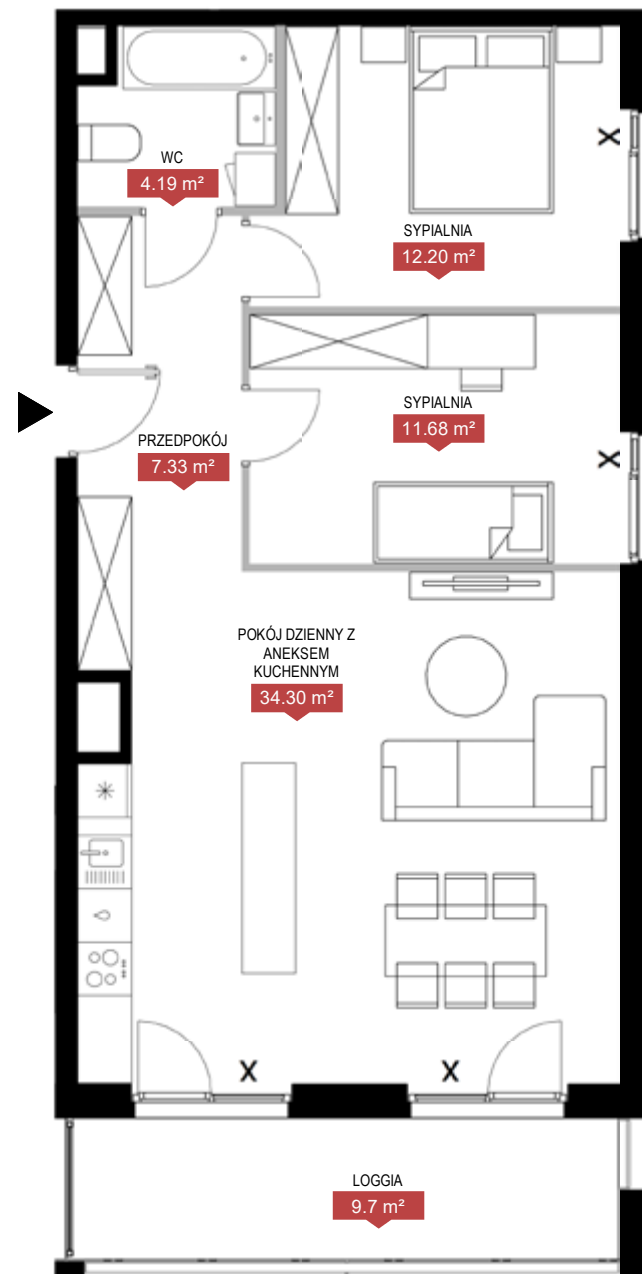 WC
4.19 m²
SYPIALNIA
12.20 m²
SYPIALNIA
11.68 m²
PRZEDPOKÓJ
7.33 m²
POKÓJ DZIENNY Z
ANEKSEM
KUCHENNYM
34.30 m²
X
X
X
X
LOGGIA
9.7 m²